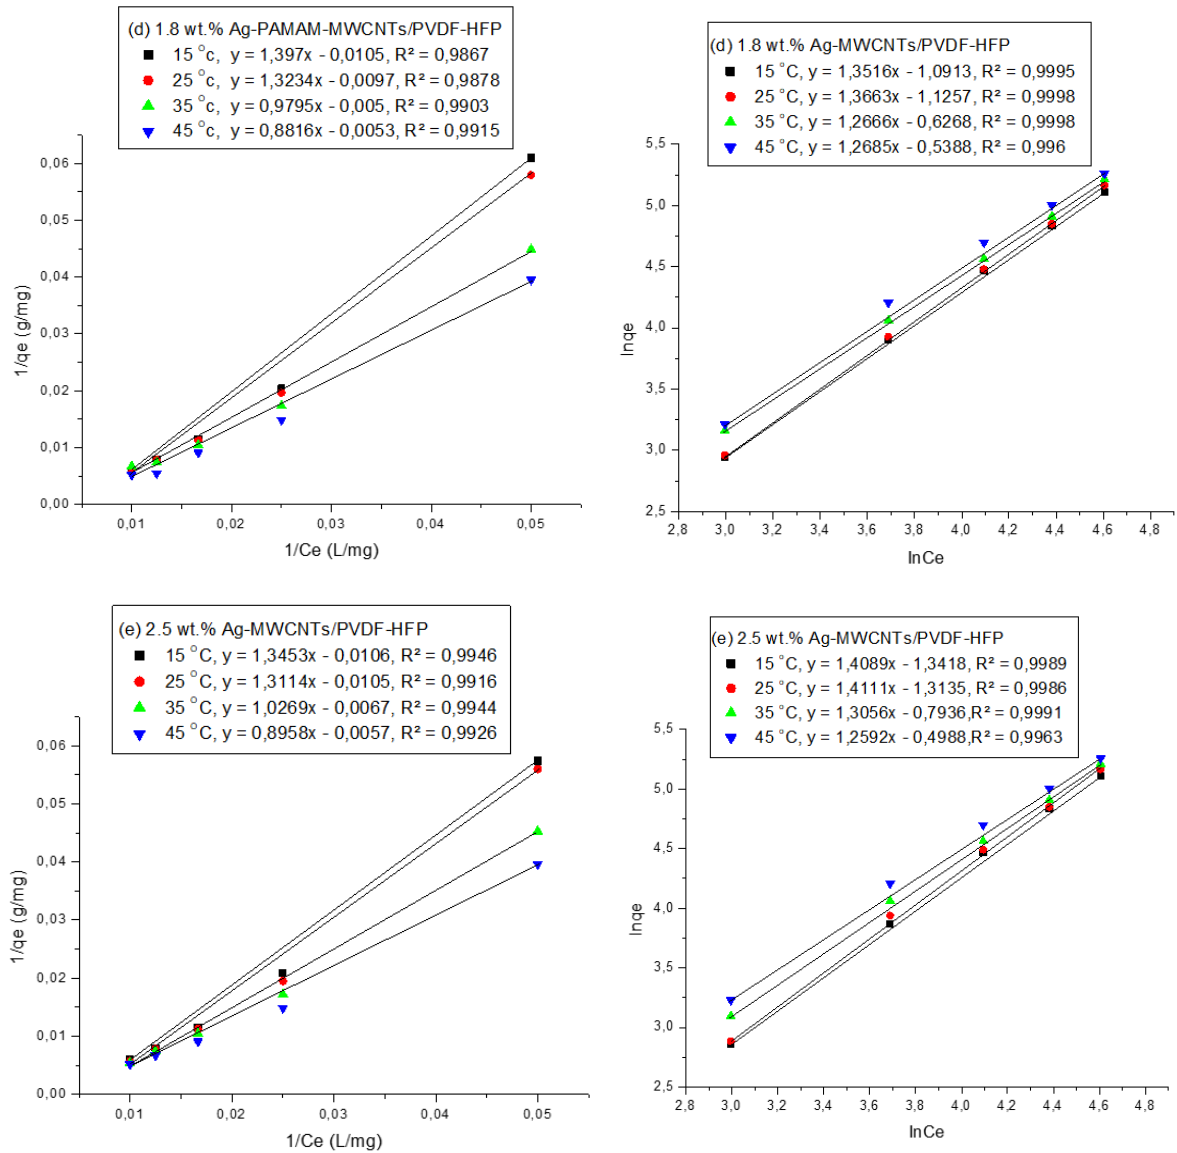 (d) 1.8 wt.% Ag-PAMAM-MWCNTs/PVDF-HFP
15 °c, y = 1,397x - 0,0105, R² = 0,9867
25 °c, y = 1,3234x - 0,0097, R² = 0,9878
35 °c, y = 0,9795x - 0,005, R² = 0,9903
45 °c, y = 0,8816x - 0,0053, R² = 0,9915
0,06
0,05
0,04
0,03
0,02
0,01
0,00
1/qe (g/mg)
0,01 0,02 0,03 0,04 0,05
1/Ce (L/mg)
(d) 1.8 wt.% Ag-MWCNTs/PVDF-HFP
15 °C, y = 1,3516x - 1,0913, R² = 0,9995
25 °C, y = 1,3663x - 1,1257, R² = 0,9998
35 °C, y = 1,2666x - 0,6268, R² = 0,9998
45 °C, y = 1,2685x - 0,5388, R² = 0,996
5,5
5,0
4,5
4,0
3,5
3,0
2,5
lnqe
2,8 3,0 3,2 3,4 3,6 3,8 4,0 4,2 4,4 4,6 4,8
lnCe
(e) 2.5 wt.% Ag-MWCNTs/PVDF-HFP
15 °C, y = 1,3453x - 0,0106, R² = 0,9946
25 °C, y = 1,3114x - 0,0105, R² = 0,9916
35 °C, y = 1,0269x - 0,0067, R² = 0,9944
45 °C, y = 0,8958x - 0,0057, R² = 0,9926
0,06
0,05
0,04
0,03
0,02
0,01
0,00
1/qe (g/mg)
0,01 0,02 0,03 0,04 0,05
1/Ce (L/mg)
(e) 2.5 wt.% Ag-MWCNTs/PVDF-HFP
15 °C, y = 1,4089x - 1,3418, R² = 0,9989
25 °C, y = 1,4111x - 1,3135, R² = 0,9986
35 °C, y = 1,3056x - 0,7936,R² = 0,9991
45 °C, y = 1,2592x - 0,4988,R² = 0,9963
5,5
5,0
4,5
4,0
3,5
3,0
2,5
lnqe
2,8 3,0 3,2 3,4 3,6 3,8 4,0 4,2 4,4 4,6 4,8
lnCe